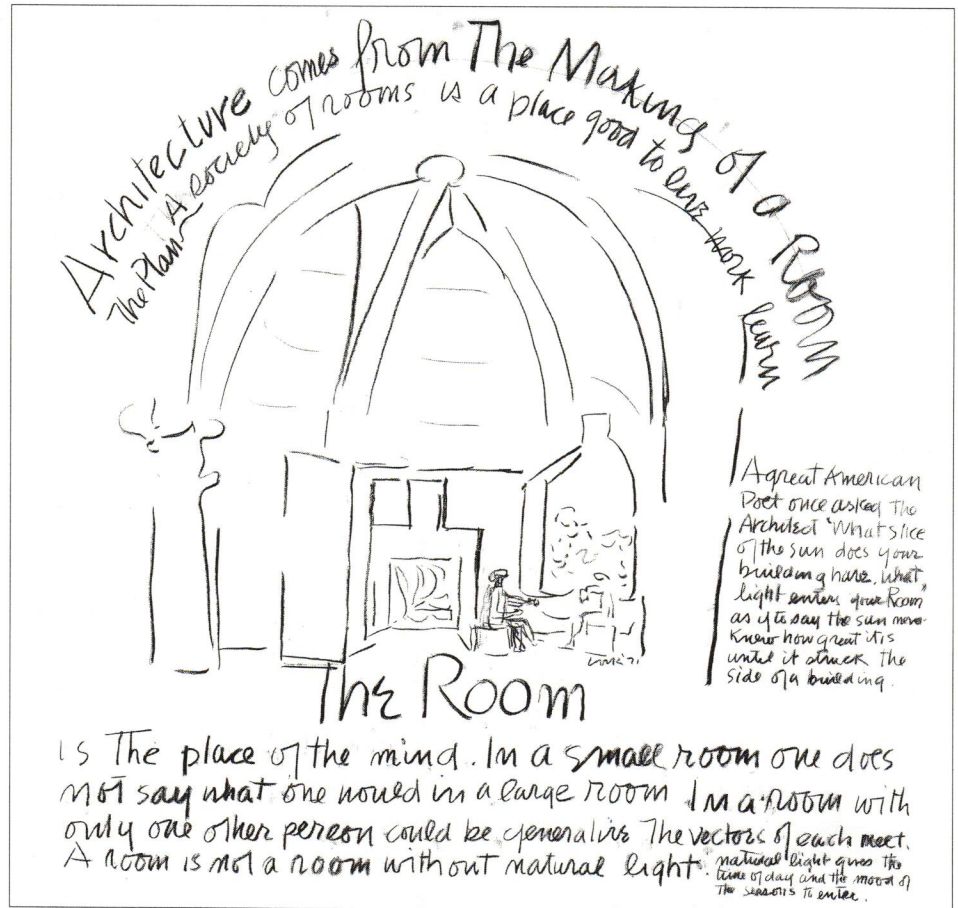 Architecture comes from The Making of a Room
The Plan A society of rooms is a place good to live work learn
A great American
Poet once asked The
Architect 'What slice
of the sun does your
building have, what
light enters your Room"
as if to say the sun never
knew how great it is
until it struck the
side of a building.
The Room
is The place of the mind. In a small room one does
not say what one would in a large room In a room with
only one other person could be generative The vectors of each meet.
A room is not a room without natural light.
natural light gives the
time of day and the mood of
The seasons to enter.